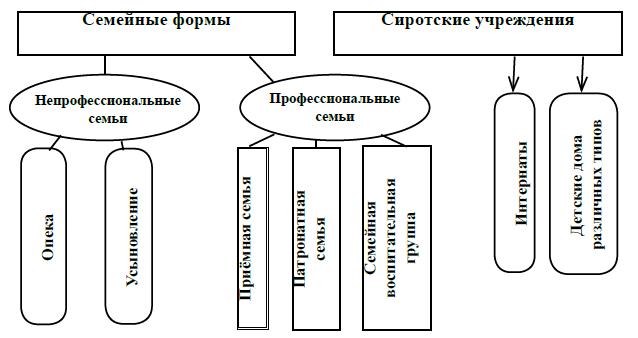 Семейные формы
Сиротские учреждения
Непрофессиональные
семьи
Профессиональные
семьи
Опека
Усыновление
Приёмная семья
Патронатная
семья
Семейная
воспитательная
группа
Интернаты
Детские дома
различных типов